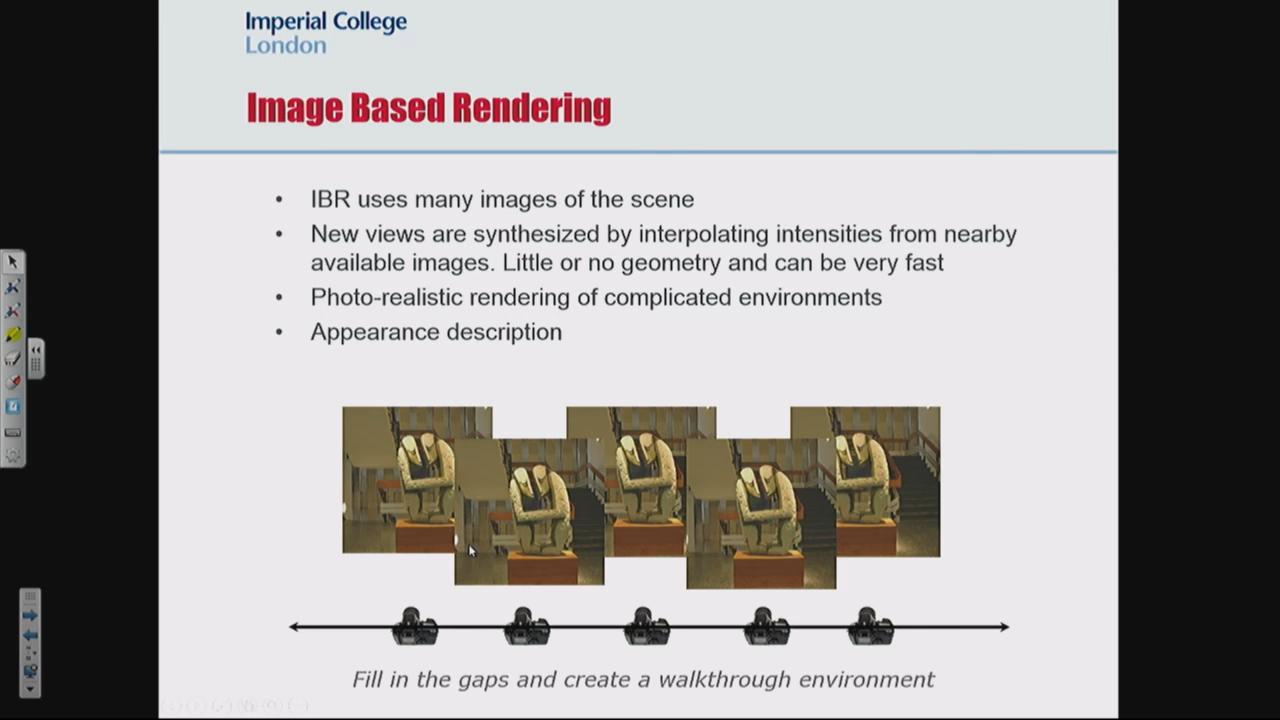 Imperial College
London
Image Based Rendering
• IBR uses many images of the scene
• New views are synthesized by interpolating intensities from nearby
available images. Little or no geometry and can be very fast
• Photo-realistic rendering of complicated environments
• Appearance description
Fill in the gaps and create a walkthrough environment